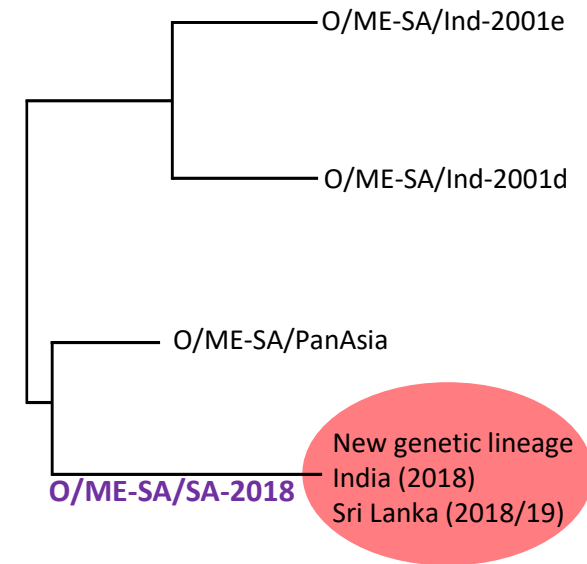 O/ME-SA/Ind-2001e
O/ME-SA/Ind-2001d
O/ME-SA/PanAsia
New genetic lineage
India (2018)
Sri Lanka (2018/19)
O/ME-SA/SA-2018